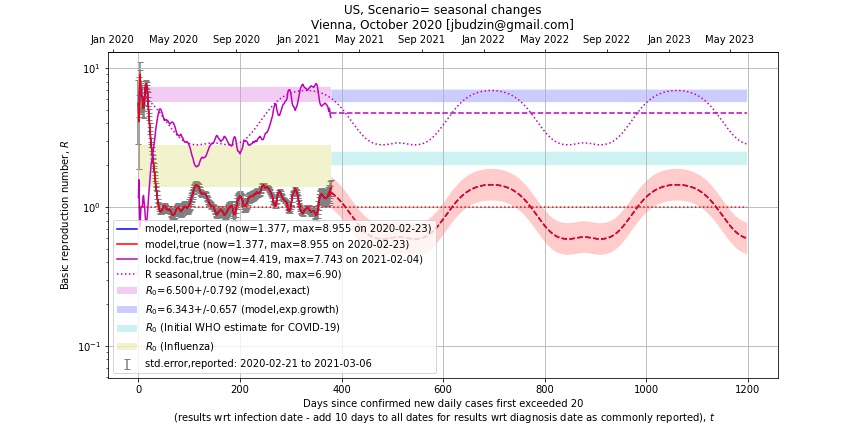 US, Scenario= seasonal changes
Vienna, October 2020 [jbudzin@gmail.com]
Jan 2020 May 2020 Sep 2020 Jan 2021 May 2021 Sep 2021 Jan 2022 May 2022 Sep 2022 Jan 2023 May 2023
10¹
10⁰
10⁻¹
Basic reproduction number, R
model,reported (now=1.377, max=8.955 on 2020-02-23)
model,true (now=1.377, max=8.955 on 2020-02-23)
lockd.fac,true (now=4.419, max=7.743 on 2021-02-04)
R seasonal,true (min=2.80, max=6.90)
R₀=6.500+/-0.792 (model,exact)
R₀=6.343+/-0.657 (model,exp.growth)
R₀ (Initial WHO estimate for COVID-19)
R₀ (Influenza)
std.error,reported: 2020-02-21 to 2021-03-06
0 200 400 600 800 1000 1200
Days since confirmed new daily cases first exceeded 20
(results wrt infection date - add 10 days to all dates for results wrt diagnosis date as commonly reported), t